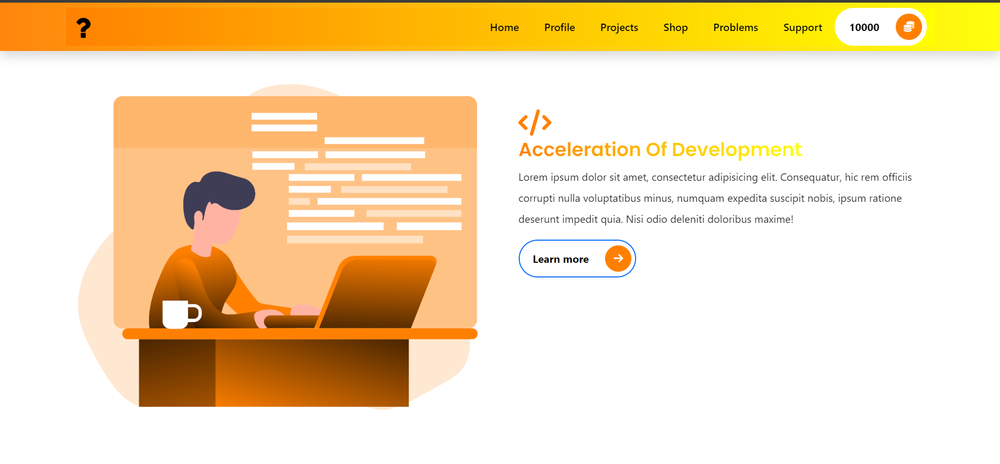 ?
Home Profile Projects Shop Problems Support 10000
Acceleration Of Development
Lorem ipsum dolor sit amet, consectetur adipisicing elit. Consequatur, hic rem officiis
corrupti nulla voluptatibus minus, numquam expedita suscipit nobis, ipsum ratione
deserunt impedit quia. Nisi odio deleniti doloribus maxime!
Learn more